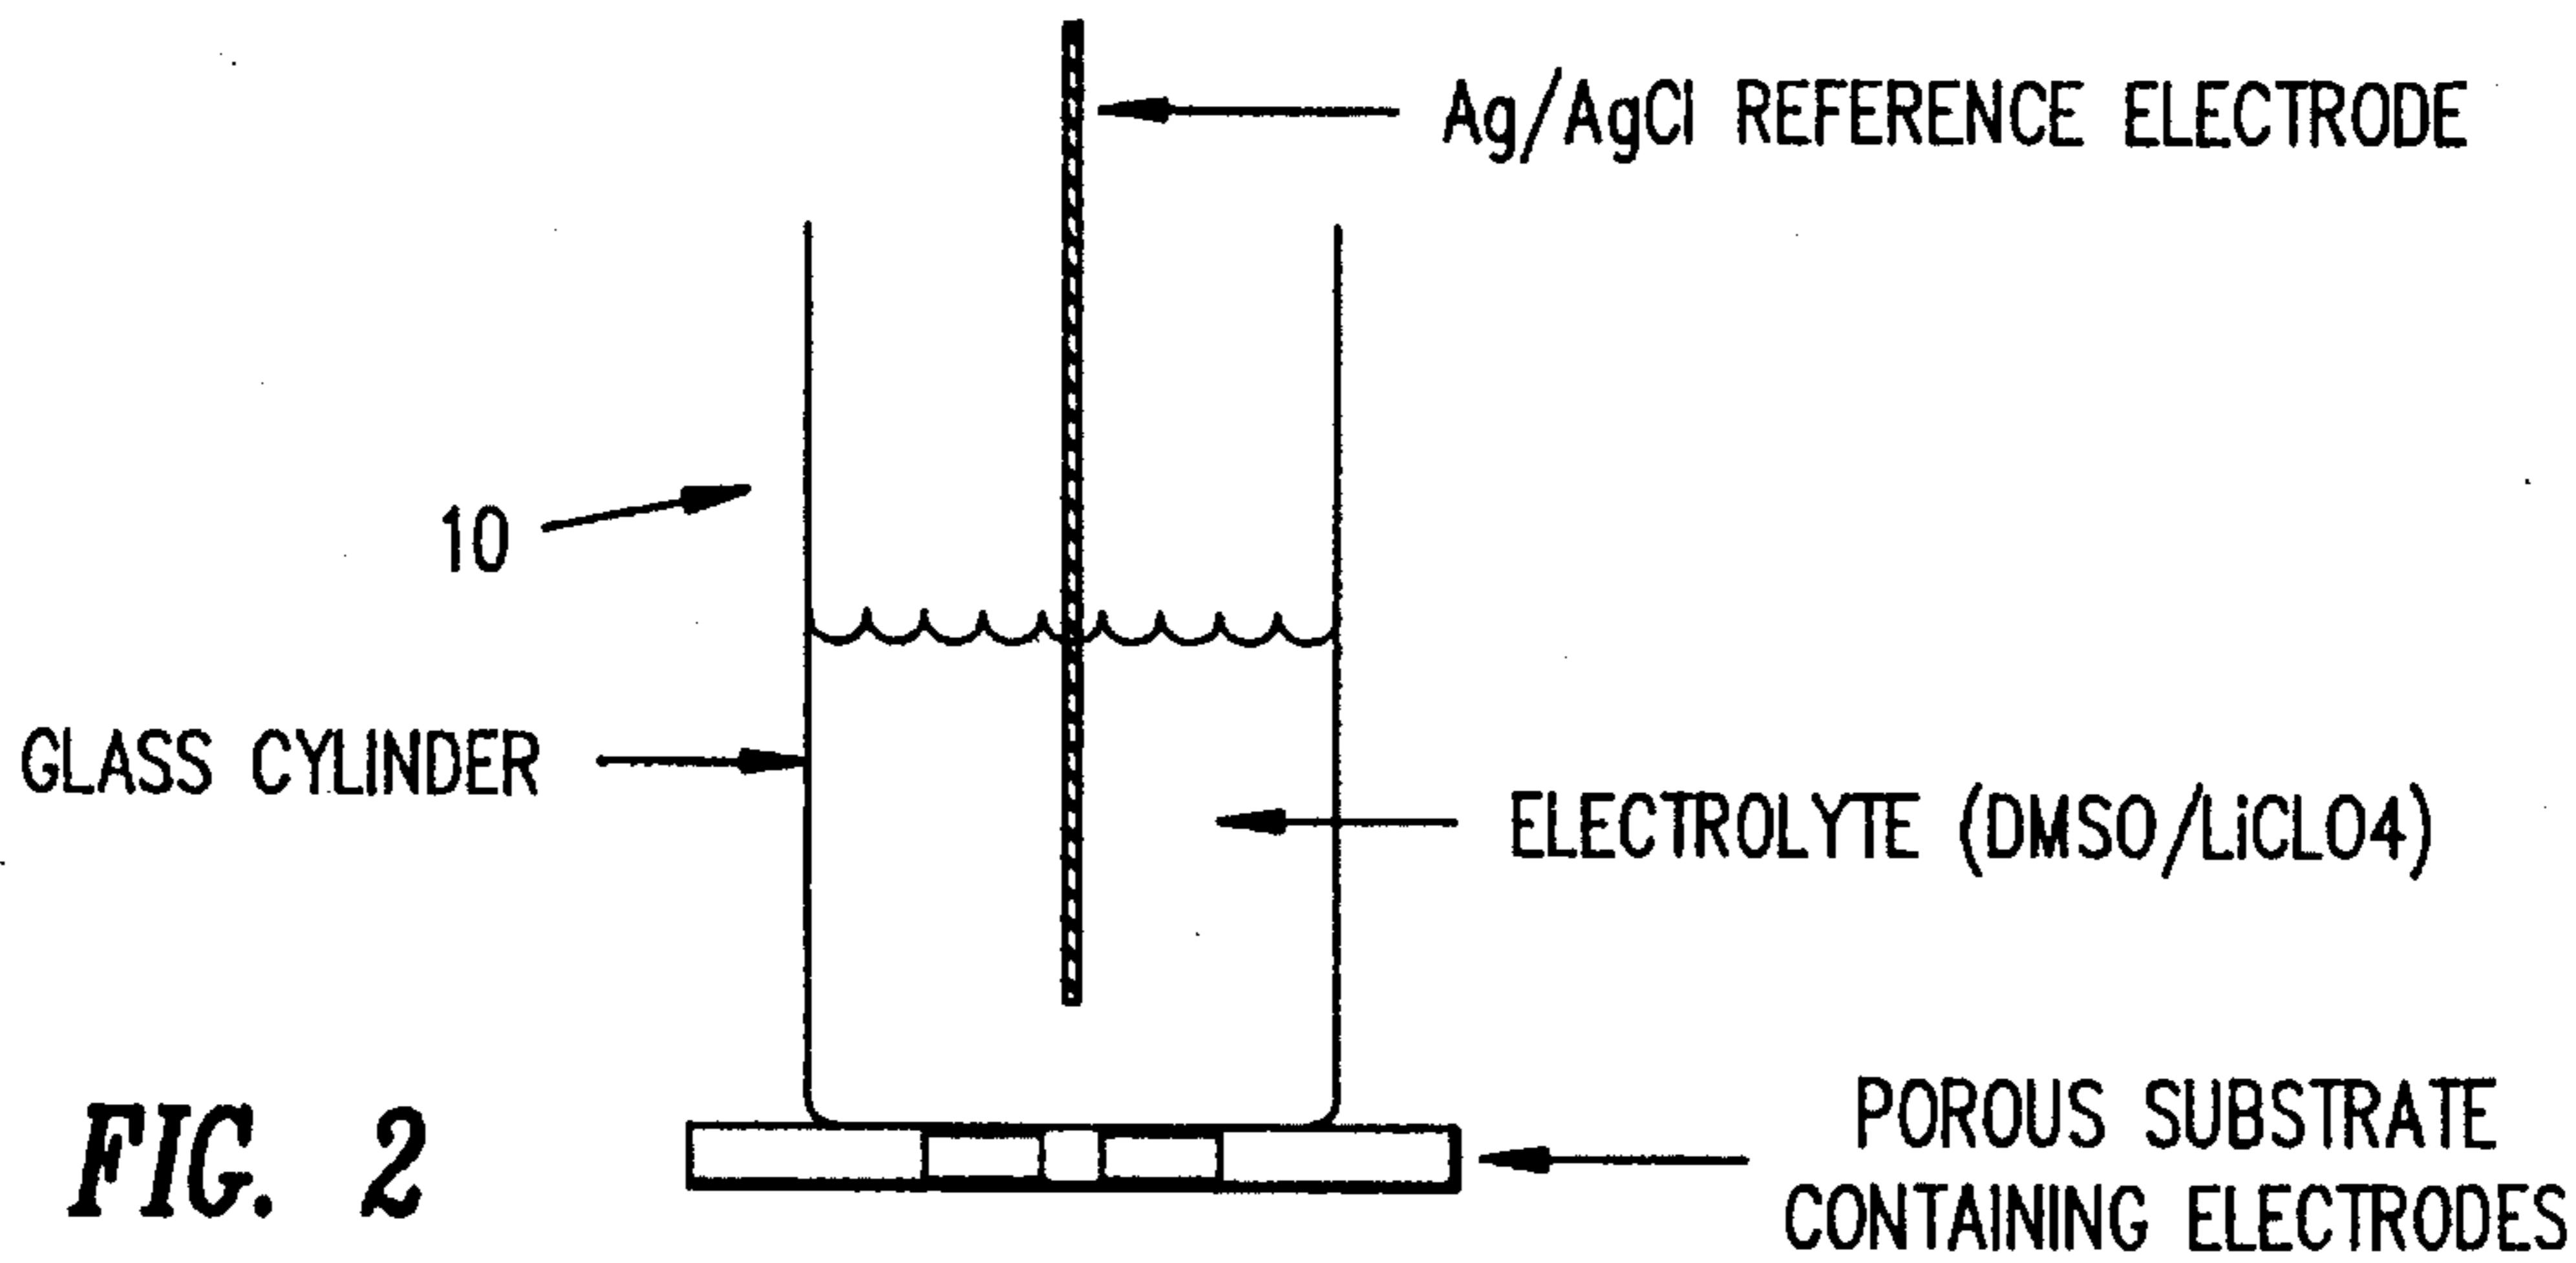 Ag/AgCl REFERENCE ELECTRODE
10
GLASS CYLINDER
ELECTROLYTE (DMSO/LiCLO4)
POROUS SUBSTRATE
CONTAINING ELECTRODES
FIG. 2